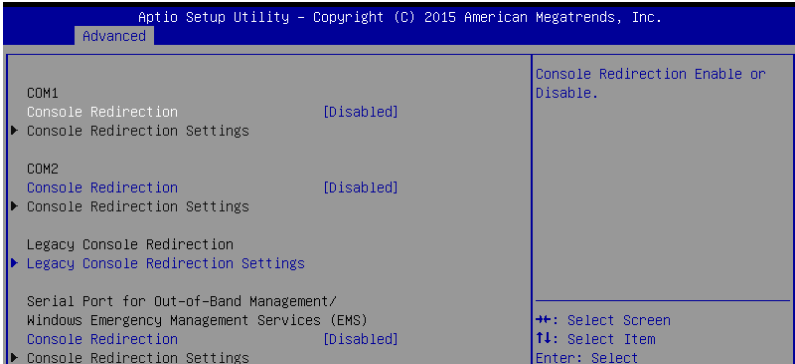 Aptio Setup Utility – Copyright (C) 2015 American Megatrends, Inc.
Advanced
COM1
Console Redirection [Disabled]
Console Redirection Settings
COM2
Console Redirection [Disabled]
Console Redirection Settings
Legacy Console Redirection
Legacy Console Redirection Settings
Serial Port for Out-of-Band Management/
Windows Emergency Management Services (EMS)
Console Redirection [Disabled]
Console Redirection Settings
Console Redirection Enable or
Disable.
→←: Select Screen
↑↓: Select Item
Enter: Select